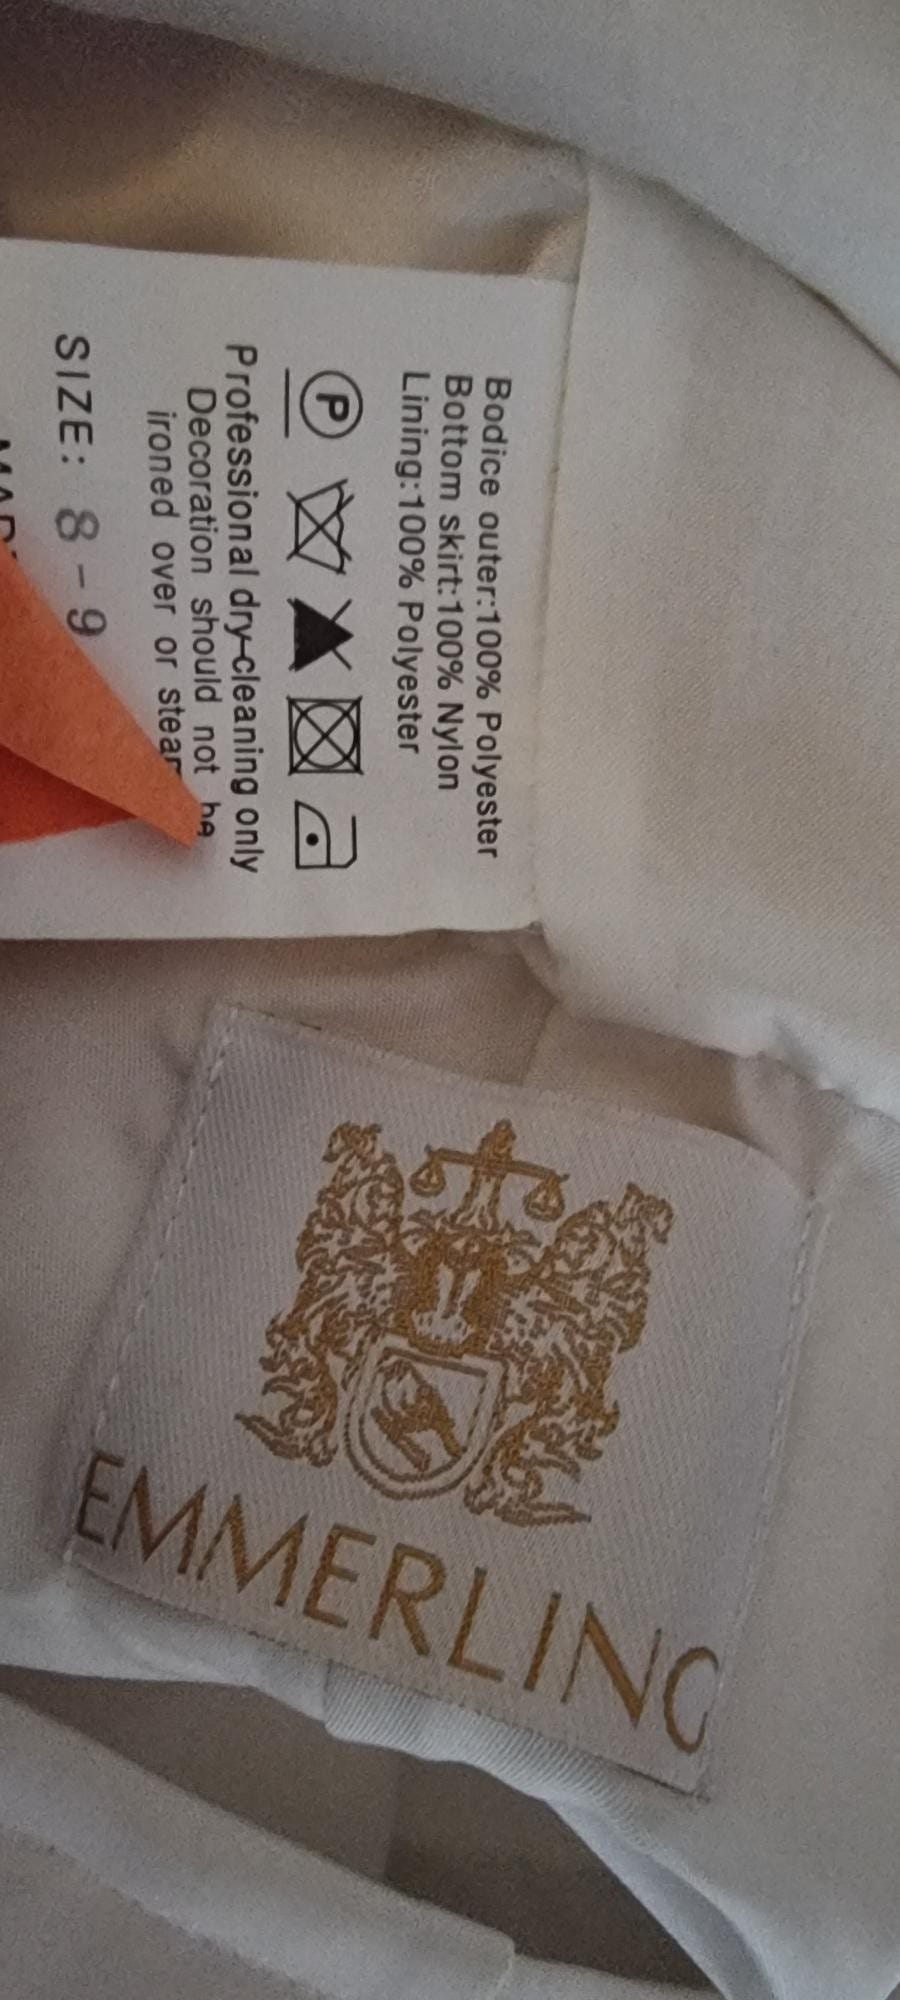 Bodice outer:100% Polyester
Bottom skirt:100% Nylon
Lining:100% Polyester
P
Professional dry-cleaning only
Decoration should not be
ironed over or
SIZE: 8-9
EMMERLING